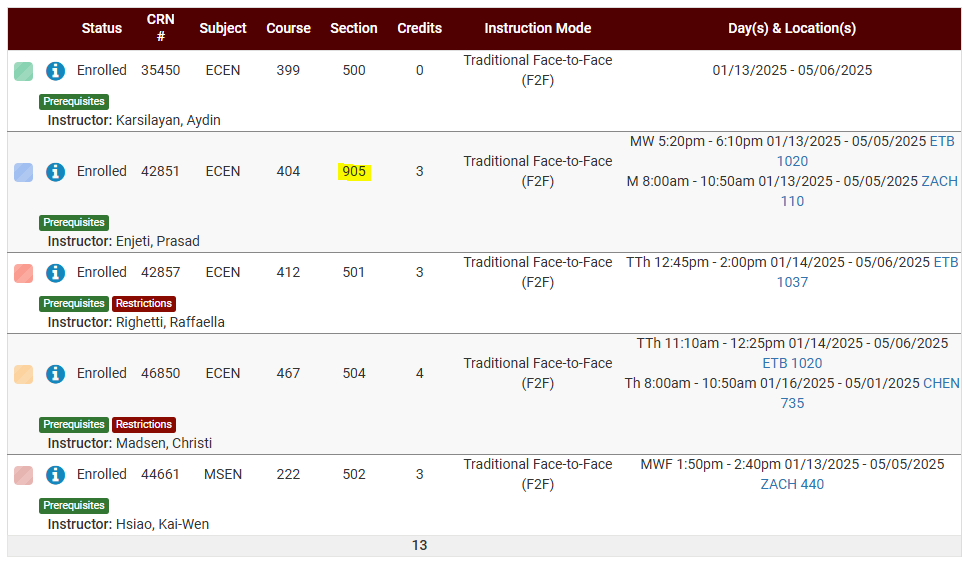 Status CRN # Subject Course Section Credits Instruction Mode Day(s) & Location(s)
Enrolled 35450 ECEN 399 500 0 Traditional Face-to-Face (F2F) 01/13/2025 - 05/06/2025
Prerequisites
Instructor: Karsilayan, Aydin
Enrolled 42851 ECEN 404 905 3 Traditional Face-to-Face (F2F) MW 5:20pm - 6:10pm 01/13/2025 - 05/05/2025 ETB 1020
M 8:00am - 10:50am 01/13/2025 - 05/05/2025 ZACH 110
Prerequisites
Instructor: Enjeti, Prasad
Enrolled 42857 ECEN 412 501 3 Traditional Face-to-Face (F2F) TTh 12:45pm - 2:00pm 01/14/2025 - 05/06/2025 ETB 1037
Prerequisites Restrictions
Instructor: Righetti, Raffaella
Enrolled 46850 ECEN 467 504 4 Traditional Face-to-Face (F2F) TTh 11:10am - 12:25pm 01/14/2025 - 05/06/2025 ETB 1020
Th 8:00am - 10:50am 01/16/2025 - 05/01/2025 CHEN 735
Prerequisites Restrictions
Instructor: Madsen, Christi
Enrolled 44661 MSEN 222 502 3 Traditional Face-to-Face (F2F) MWF 1:50pm - 2:40pm 01/13/2025 - 05/05/2025 ZACH 440
Prerequisites
Instructor: Hsiao, Kai-Wen
13